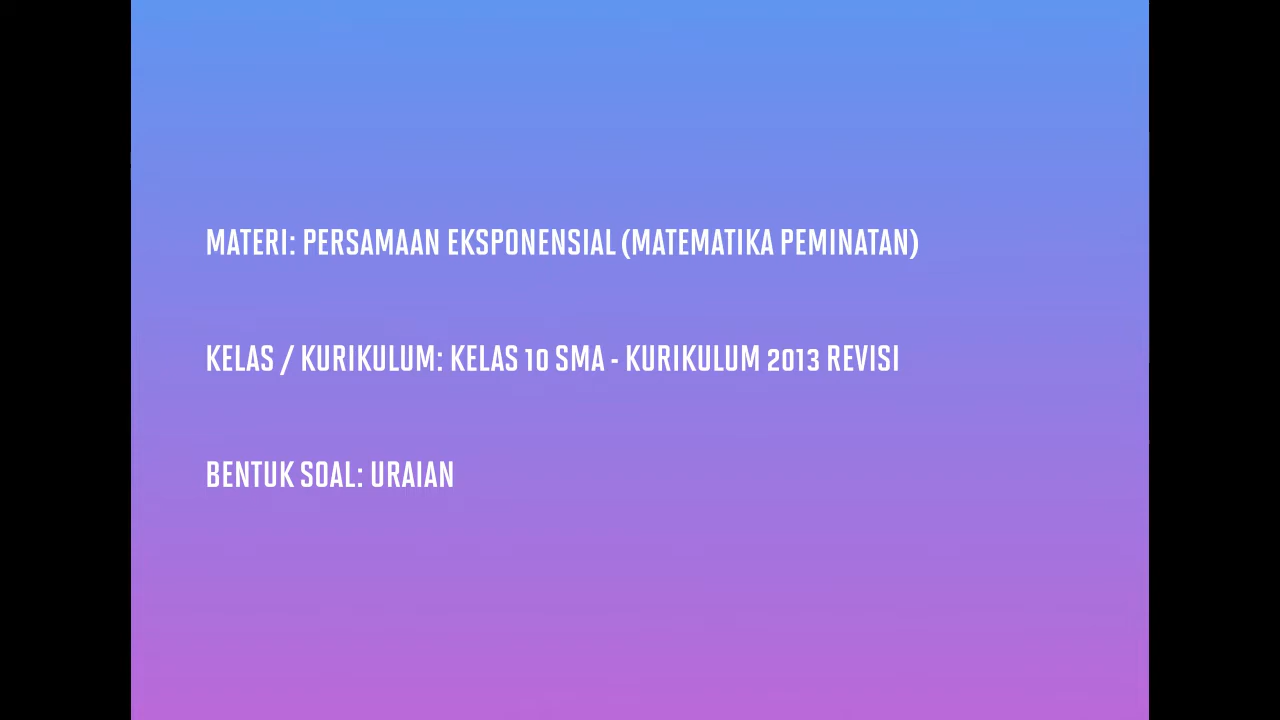 MATERI: PERSAMAAN EKSPONENSIAL (MATEMATIKA PEMINATAN)
KELAS / KURIKULUM: KELAS 10 SMA - KURIKULUM 2013 REVISI
BENTUK SOAL: URAIAN